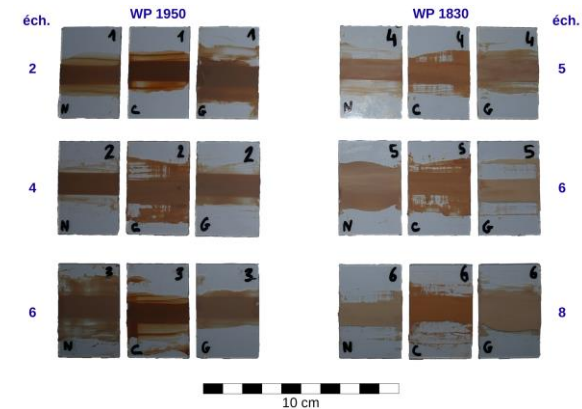 WP 1950 WP 1830
éch. éch.
1 1 1 4 4 4
2 5
N C G N C G
2 2 2 5 5 5
4 6
N C G N C G
3 3 3 6 6 6
6 8
N C G N C G
10 cm